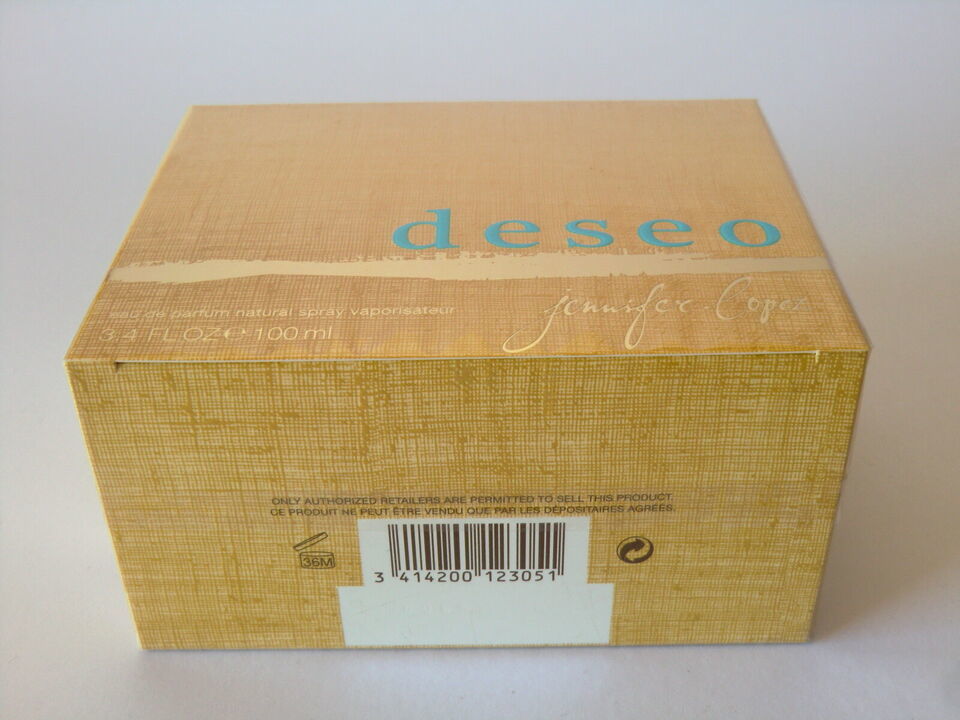 deseo
jennifer Lopez
eau de parfum natural spray vaporisateur
3.4 FL OZ ℮ 100 ml
ONLY AUTHORIZED RETAILERS ARE PERMITTED TO SELL THIS PRODUCT.
CE PRODUIT NE PEUT ÊTRE VENDU QUE PAR LES DÉPOSITAIRES AGRÉÉS.
36M
3 414200 123051